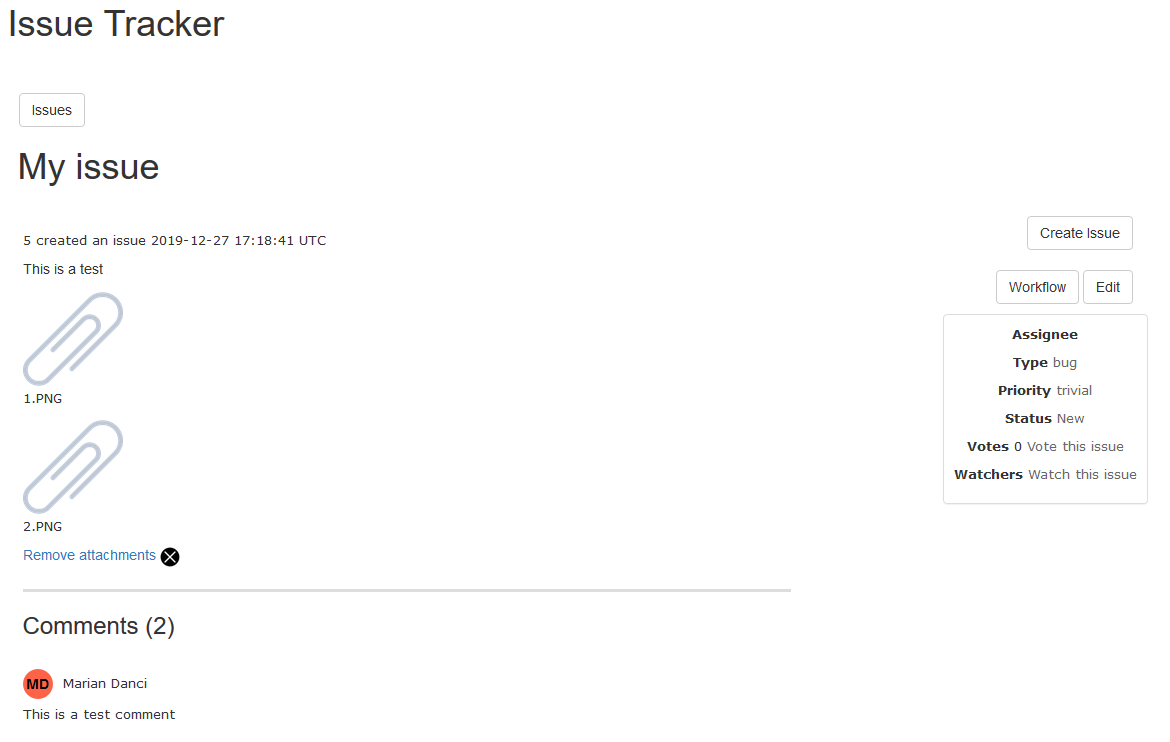 Issue Tracker
Issues
My issue
5 created an issue 2019-12-27 17:18:41 UTC
This is a test
1.PNG
2.PNG
Remove attachments
Create Issue
Workflow Edit
Assignee
Type bug
Priority trivial
Status New
Votes 0 Vote this issue
Watchers Watch this issue
Comments (2)
MD Marian Danci
This is a test comment